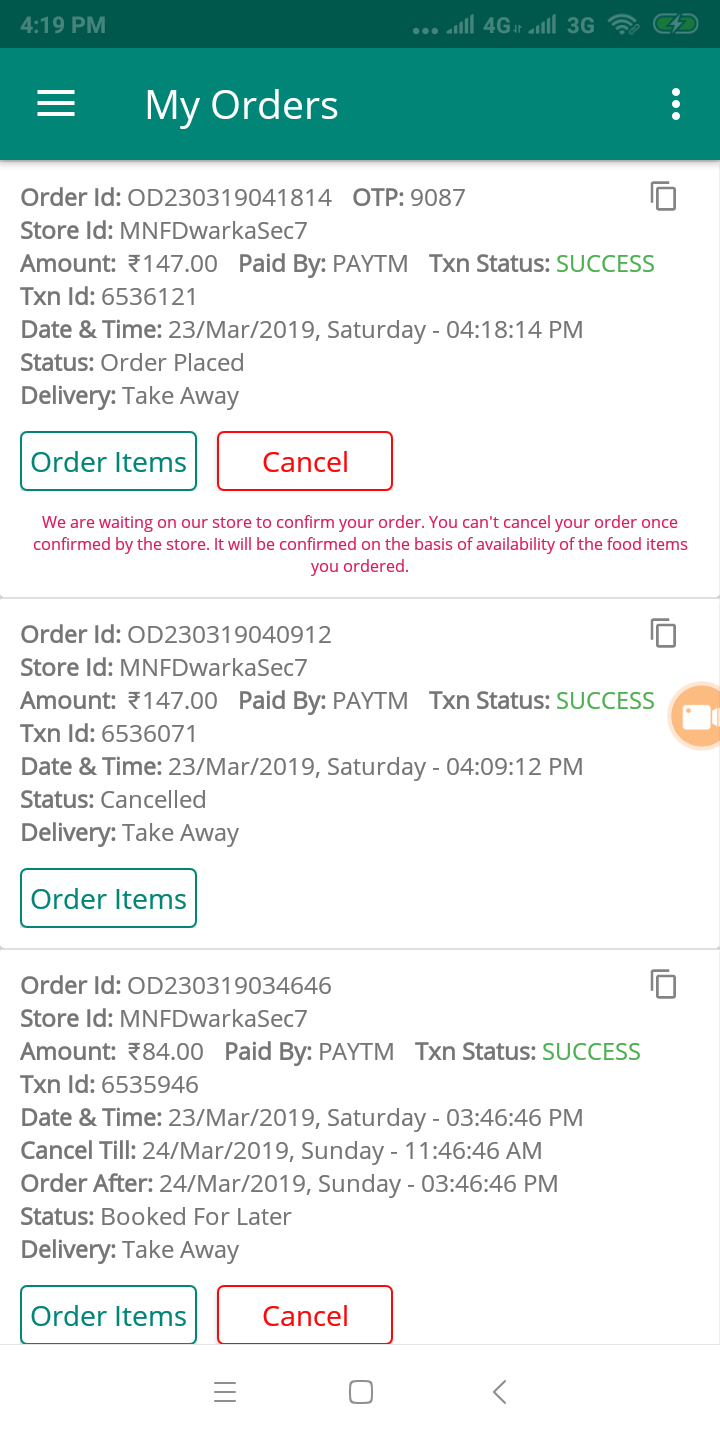 4:19 PM 4G 3G
My Orders
Order Id: OD230319041814 OTP: 9087
Store Id: MNFDwarkaSec7
Amount: ₹147.00 Paid By: PAYTM Txn Status: SUCCESS
Txn Id: 6536121
Date & Time: 23/Mar/2019, Saturday - 04:18:14 PM
Status: Order Placed
Delivery: Take Away
Order Items Cancel
We are waiting on our store to confirm your order. You can't cancel your order once
confirmed by the store. It will be confirmed on the basis of availability of the food items
you ordered.
Order Id: OD230319040912
Store Id: MNFDwarkaSec7
Amount: ₹147.00 Paid By: PAYTM Txn Status: SUCCESS
Txn Id: 6536071
Date & Time: 23/Mar/2019, Saturday - 04:09:12 PM
Status: Cancelled
Delivery: Take Away
Order Items
Order Id: OD230319034646
Store Id: MNFDwarkaSec7
Amount: ₹84.00 Paid By: PAYTM Txn Status: SUCCESS
Txn Id: 6535946
Date & Time: 23/Mar/2019, Saturday - 03:46:46 PM
Cancel Till: 24/Mar/2019, Sunday - 11:46:46 AM
Order After: 24/Mar/2019, Sunday - 03:46:46 PM
Status: Booked For Later
Delivery: Take Away
Order Items Cancel